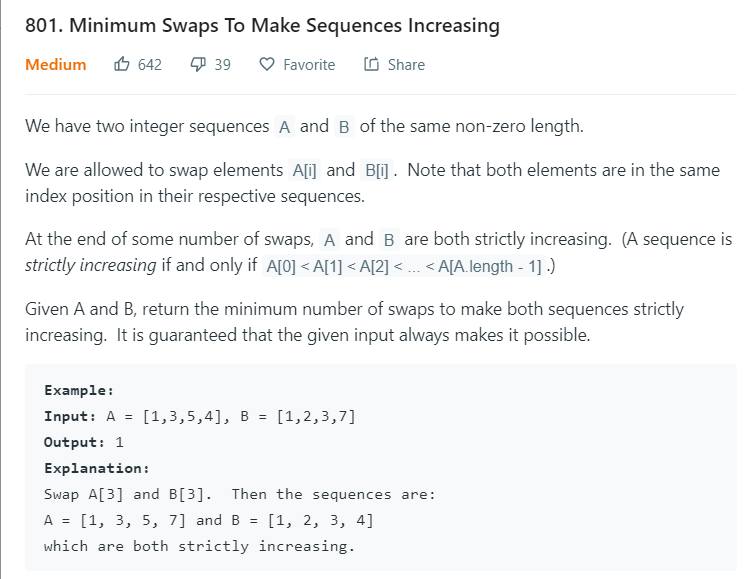 801. Minimum Swaps To Make Sequences Increasing
Medium 642 39 Favorite Share
We have two integer sequences A and B of the same non-zero length.
We are allowed to swap elements A[i] and B[i]. Note that both elements are in the same
index position in their respective sequences.
At the end of some number of swaps, A and B are both strictly increasing. (A sequence is
strictly increasing if and only if A[0] < A[1] < A[2] < ... < A[A.length - 1].)
Given A and B, return the minimum number of swaps to make both sequences strictly
increasing. It is guaranteed that the given input always makes it possible.
Example:
Input: A = [1,3,5,4], B = [1,2,3,7]
Output: 1
Explanation:
Swap A[3] and B[3]. Then the sequences are:
A = [1, 3, 5, 7] and B = [1, 2, 3, 4]
which are both strictly increasing.